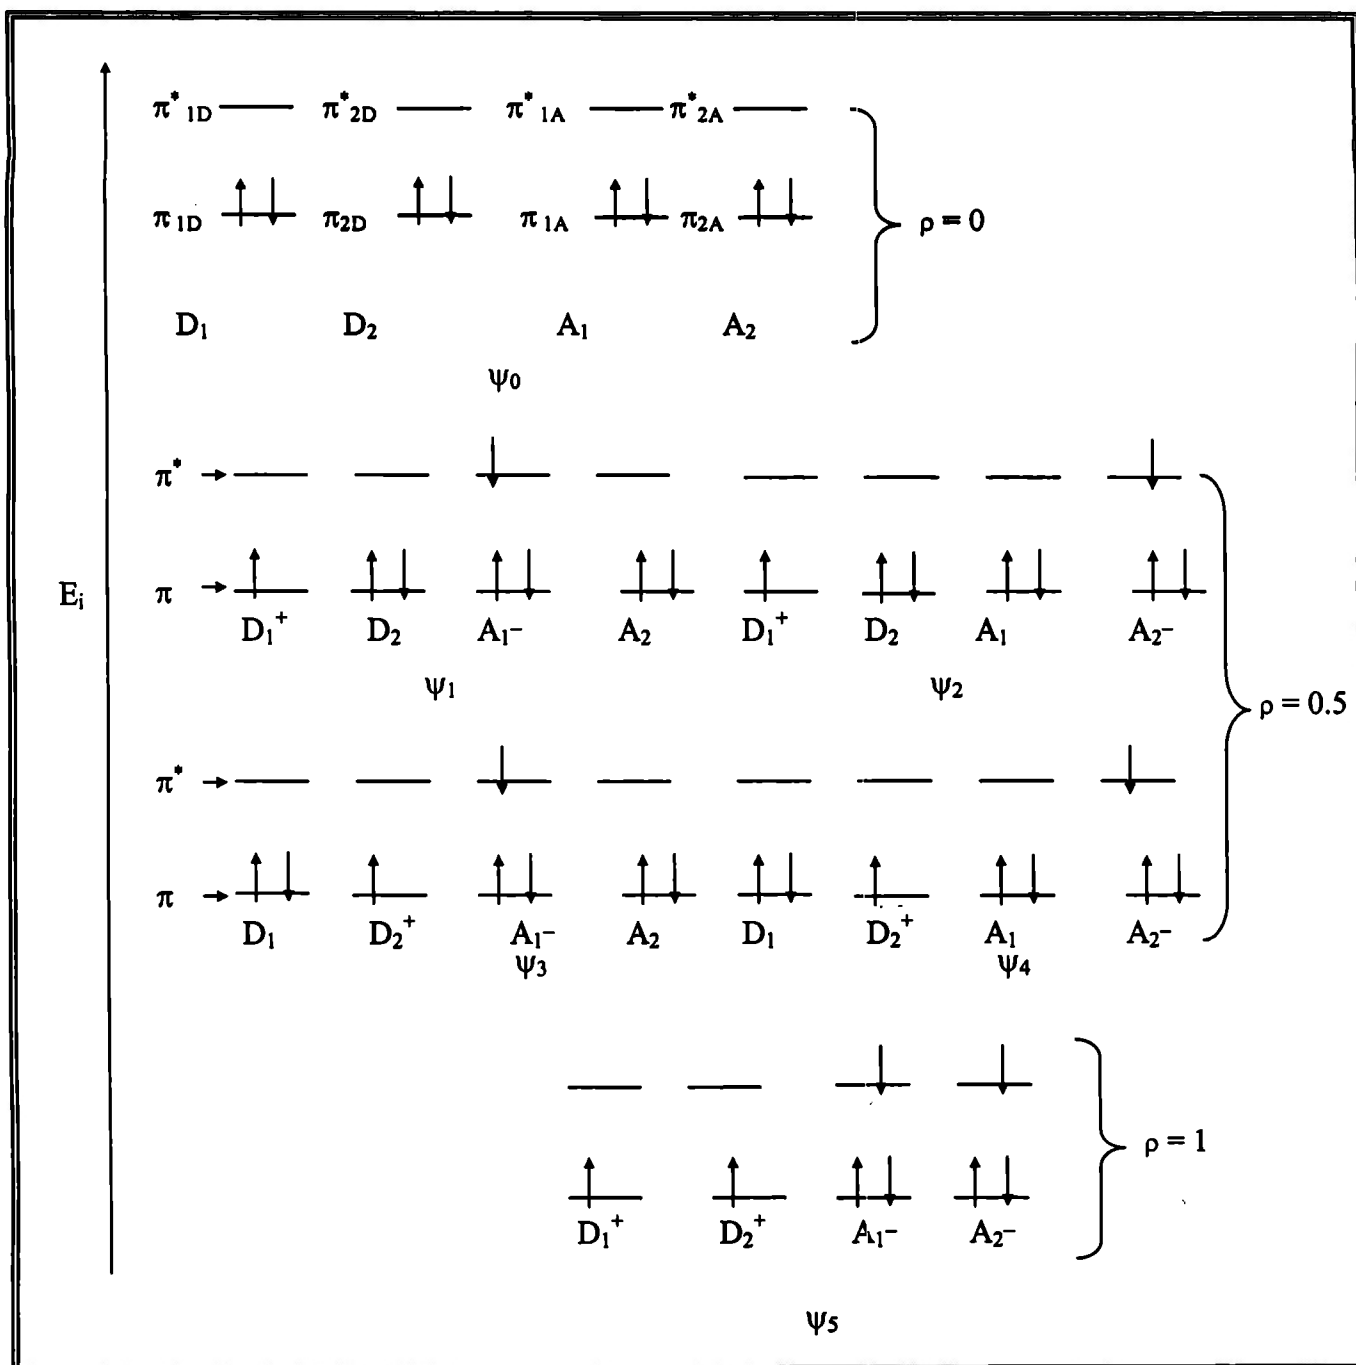 π*1D π*2D π*1A π*2A
π1D π2D π1A π2A
ρ = 0
D1 D2 A1 A2
ψ0
π*
Ei
π
D1+ D2 A1– A2 D1+ D2 A1 A2–
ψ1 ψ2
ρ = 0.5
π*
π
D1 D2+ A1– A2 D1 D2+ A1 A2–
ψ3 ψ4
ρ = 1
D1+ D2+ A1– A2–
ψ5